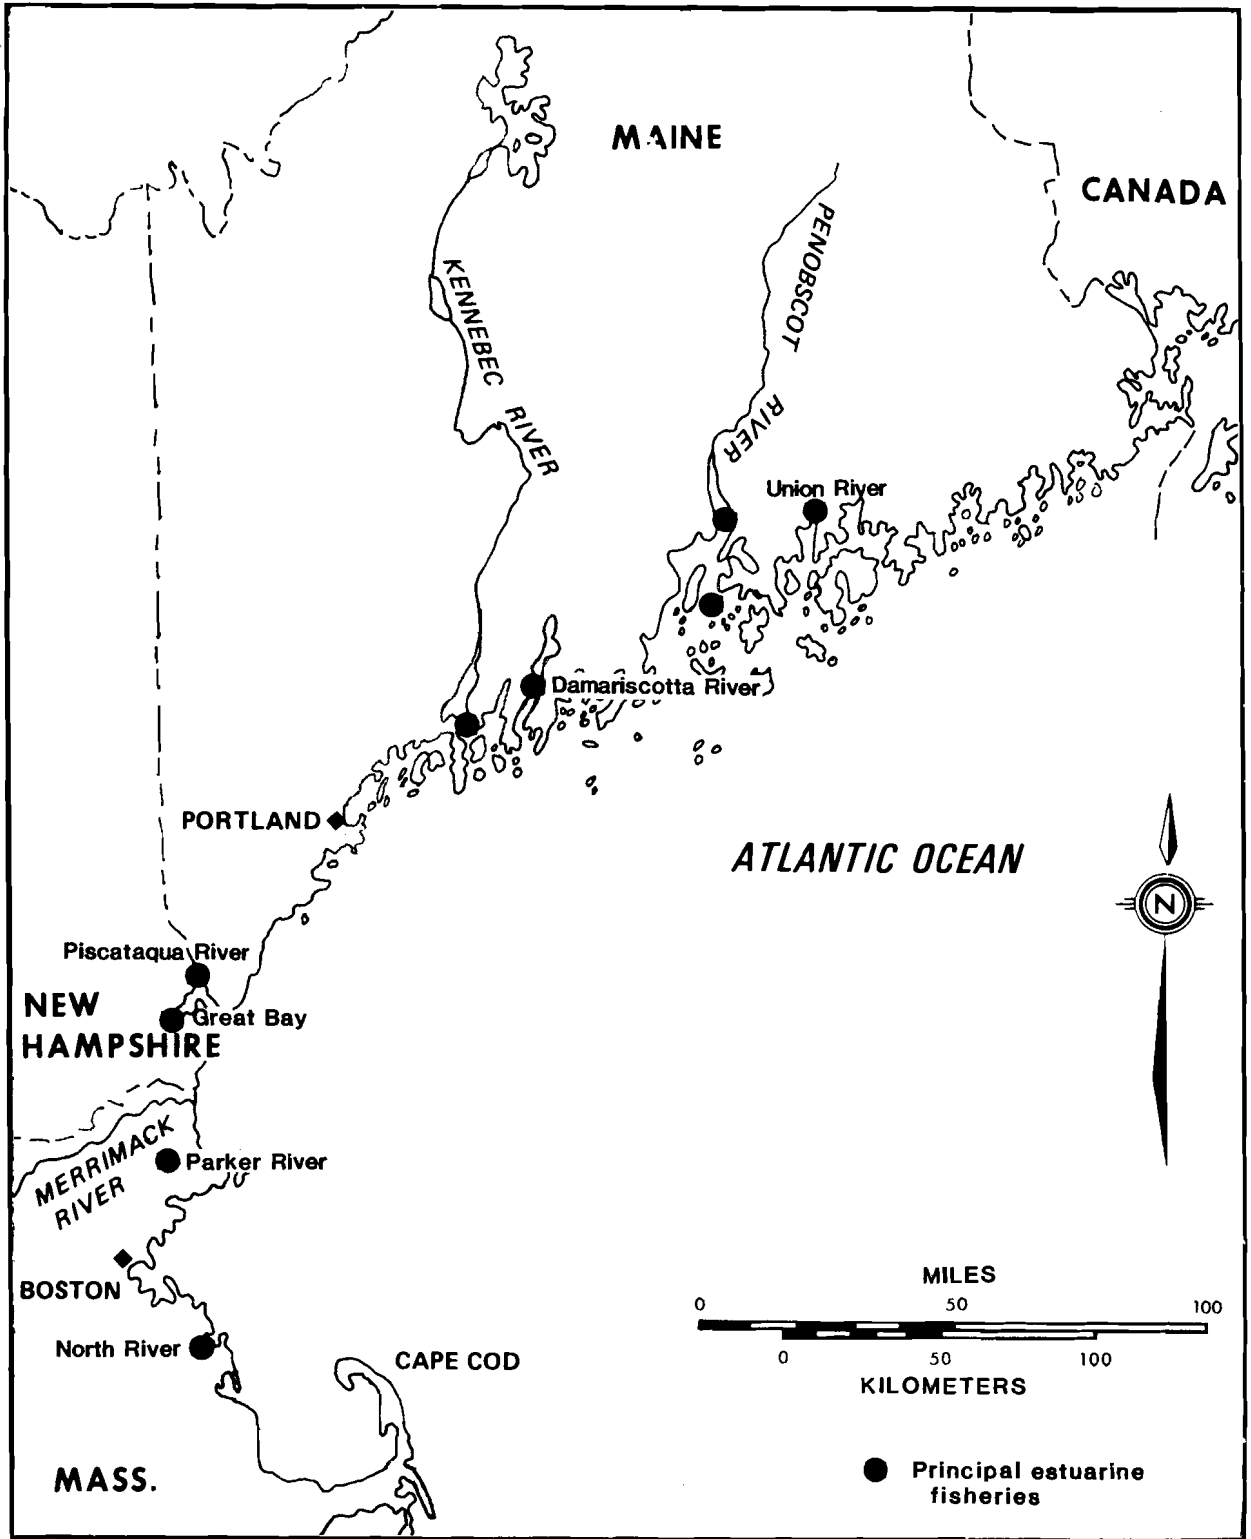 MAINE
CANADA
PENOBSCOT
RIVER
KENNEBEC RIVER
Union River
Damariscotta River
PORTLAND
ATLANTIC OCEAN
N
Piscataqua River
NEW
HAMPSHIRE
Great Bay
MERRIMACK
RIVER
Parker River
BOSTON
North River
CAPE COD
MASS.
MILES
0 50 100
0 50 100
KILOMETERS
Principal estuarine
fisheries